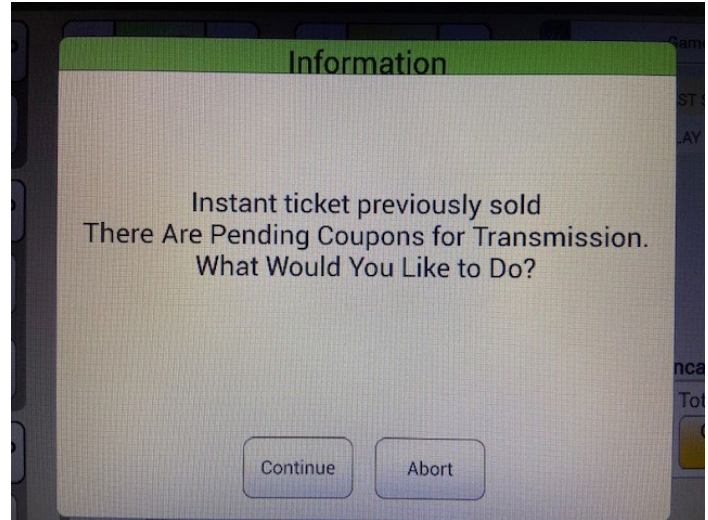 Information
Instant ticket previously sold
There Are Pending Coupons for Transmission.
What Would You Like to Do?
Continue
Abort